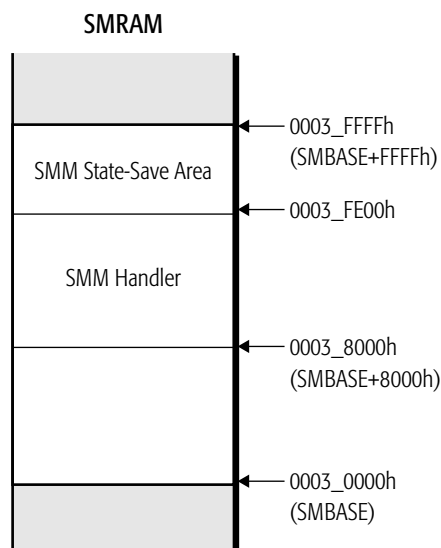 SMRAM
0003_FFFFh
(SMBASE+FFFFh)
SMM State-Save Area
0003_FE00h
SMM Handler
0003_8000h
(SMBASE+8000h)
0003_0000h
(SMBASE)